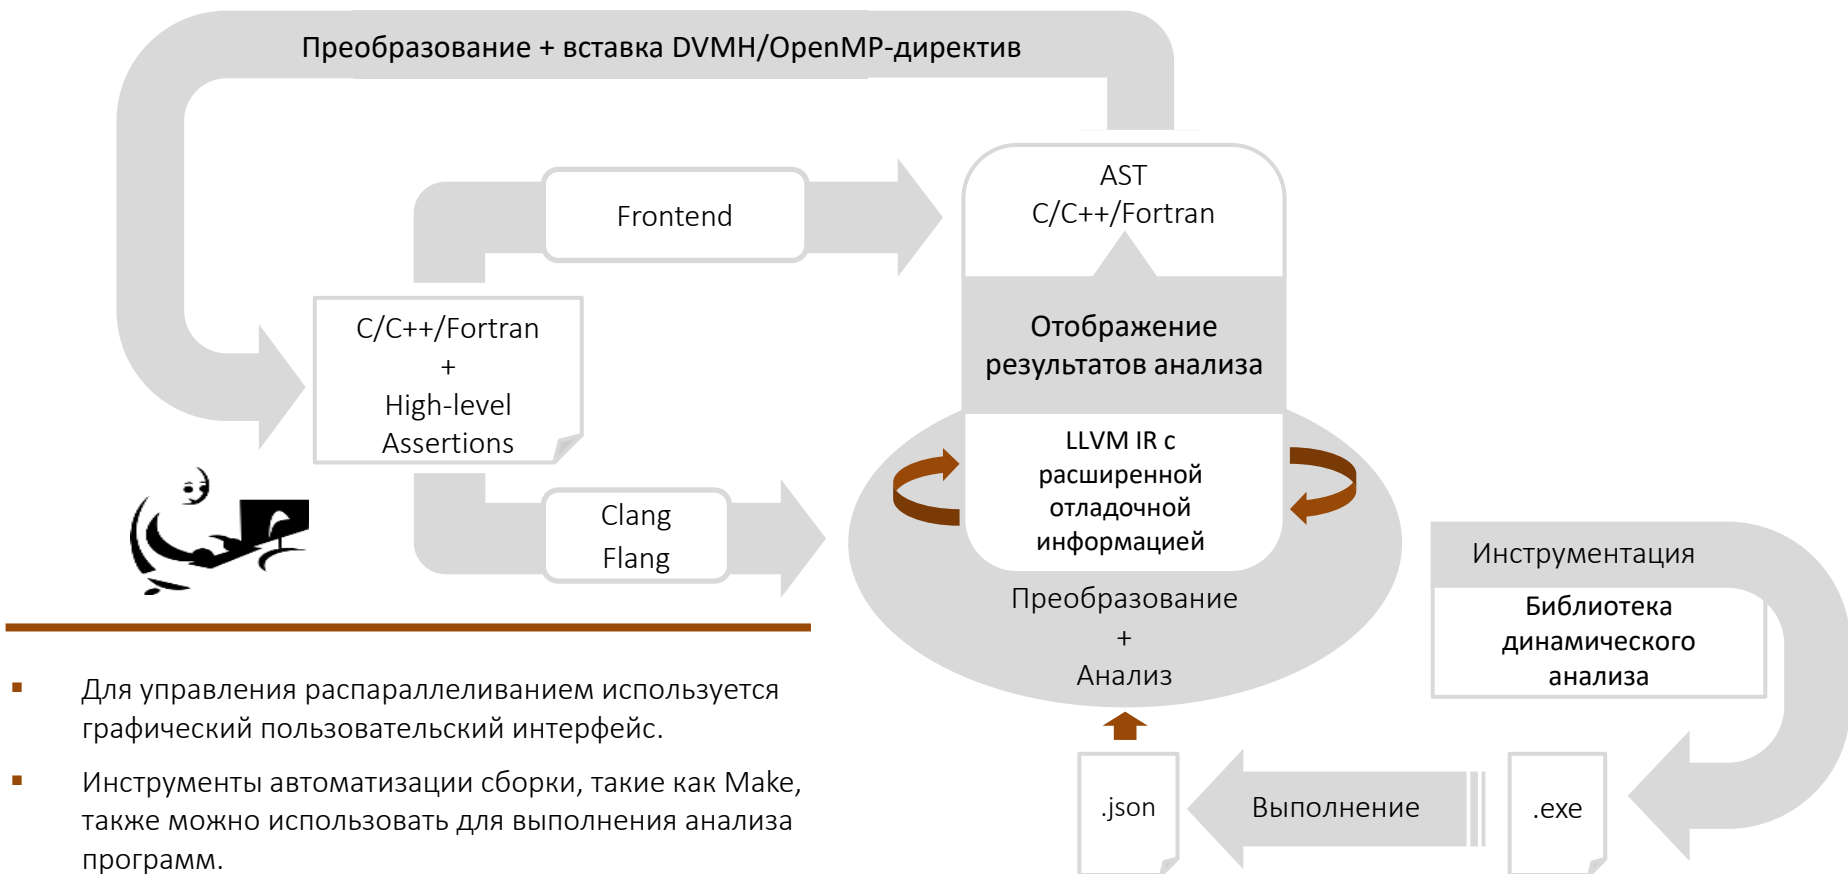 Преобразование + вставка DVMH/OpenMP-директив
Frontend
AST
C/C++/Fortran
C/C++/Fortran
+
High-level
Assertions
Отображение
результатов анализа
LLVM IR с
расширенной
отладочной
информацией
Clang
Flang
Преобразование
+
Анализ
Инструментация
Библиотека
динамического
анализа
.json
Выполнение
.exe
▪ Для управления распараллеливанием используется
графический пользовательский интерфейс.
▪ Инструменты автоматизации сборки, такие как Make,
также можно использовать для выполнения анализа
программ.